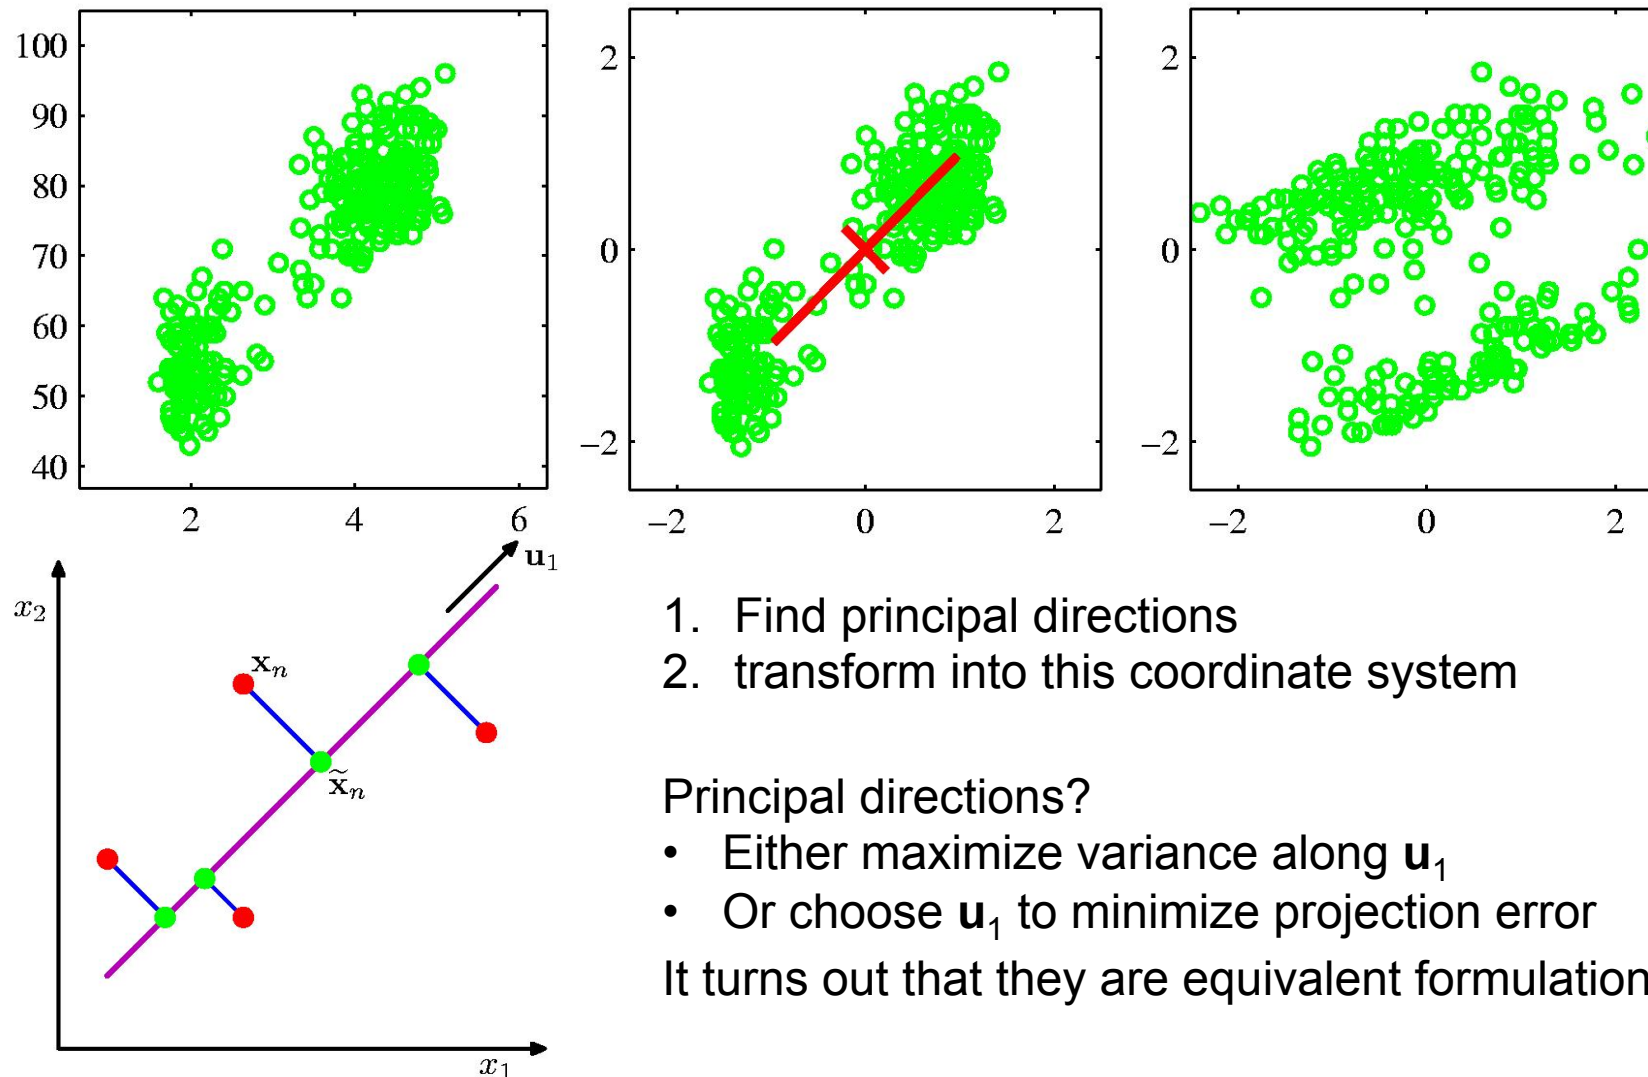 100
90
80
70
60
50
40
2 4 6
2
0
−2
−2 0 2
2
0
−2
−2 0 2
u1
x2
xn
x̃n
x1
1. Find principal directions
2. transform into this coordinate system
Principal directions?
• Either maximize variance along u1
• Or choose u1 to minimize projection error
It turns out that they are equivalent formulation